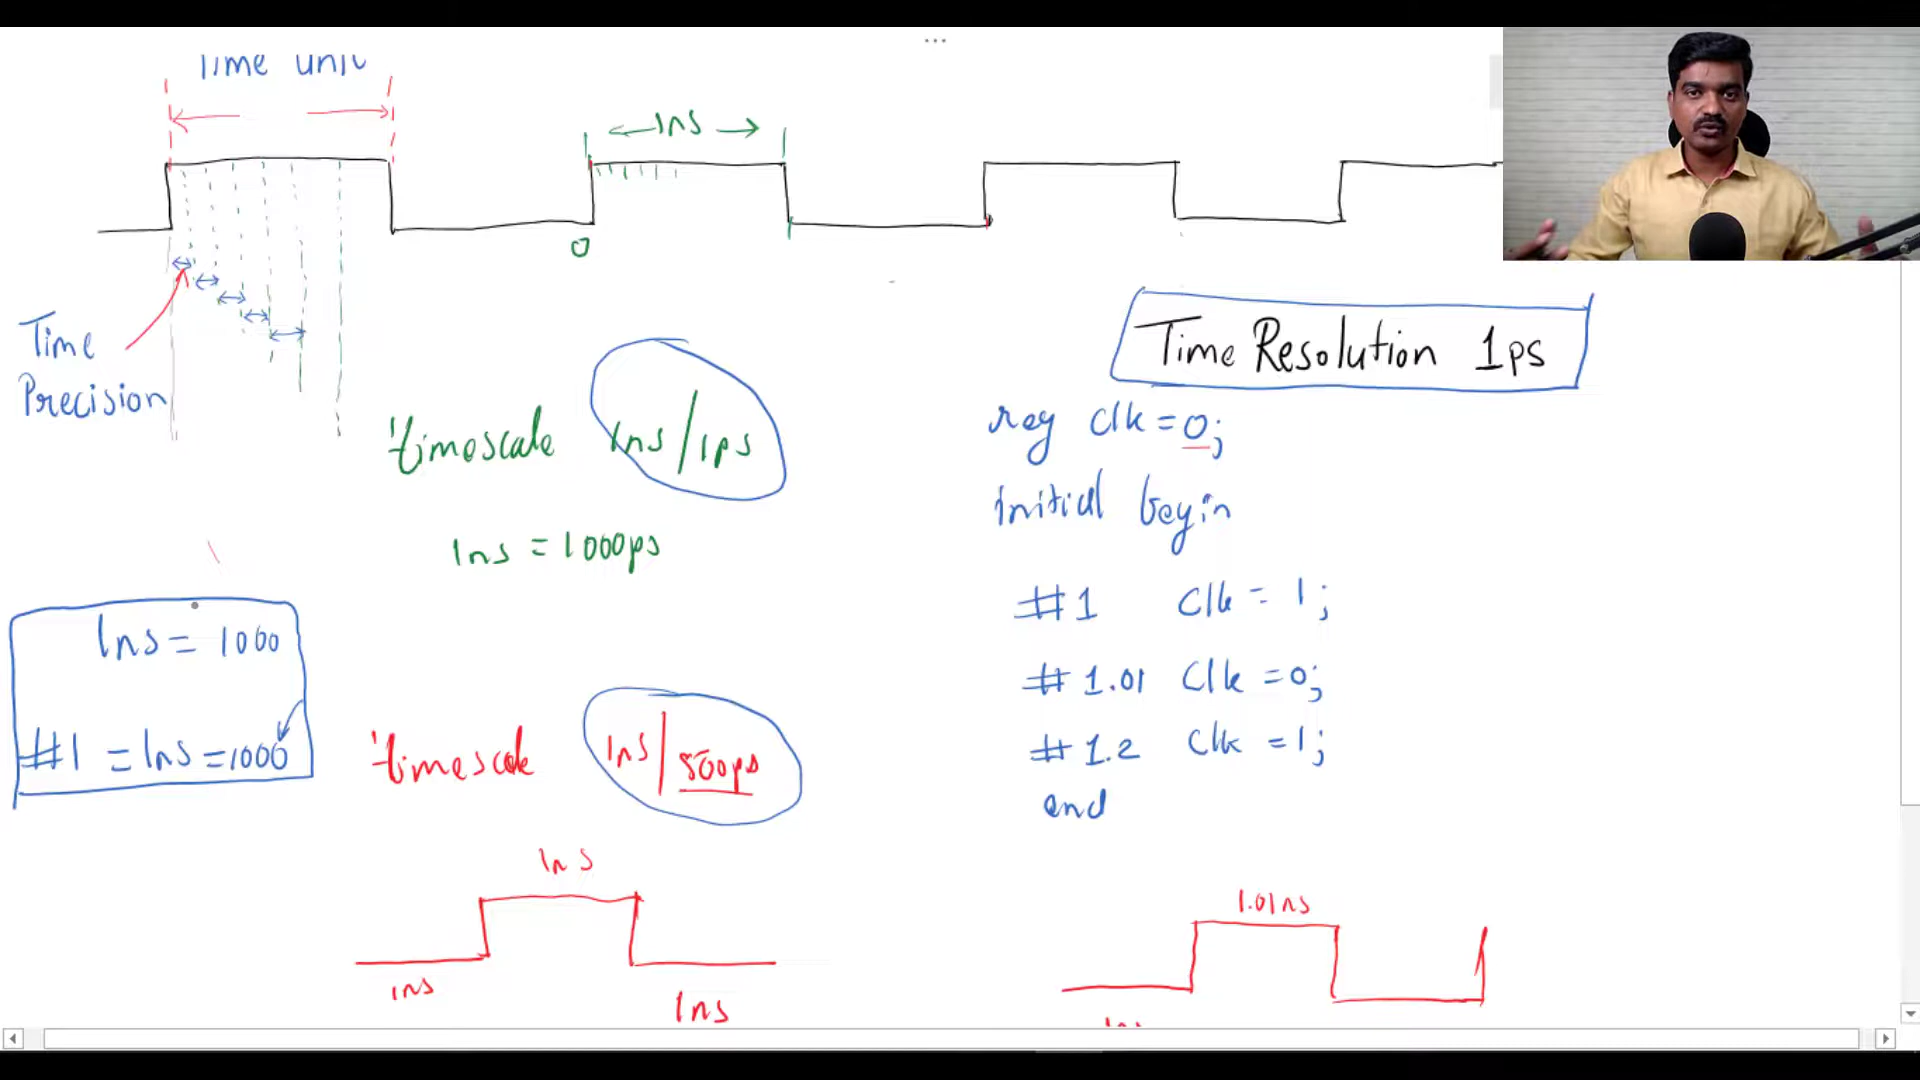 Time unit
1ns
0
Time
Precision
Time Resolution 1ps
`timescale 1ns/1ps
reg clk = 0;
initial begin
1ns = 1000ps
#1 clk = 1;
1ns = 1000
#1.01 clk = 0;
#1 = 1ns = 1000
`timescale 1ns/500ps
#1.2 clk = 1;
end
1ns
1.01ns
1ns
1ns